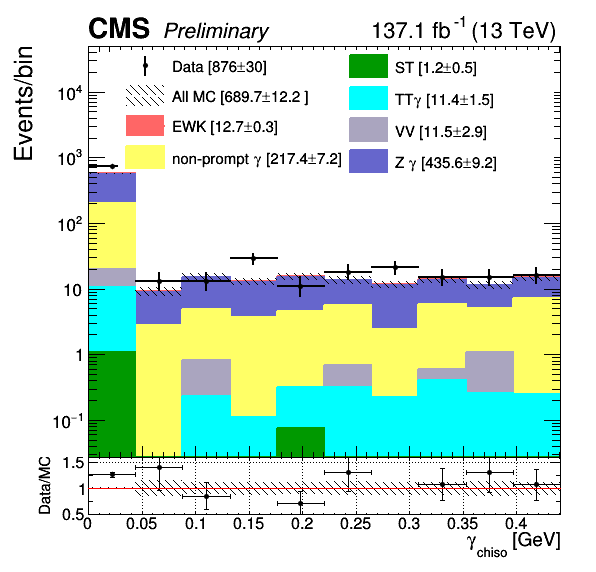 CMS Preliminary 137.1 fb⁻¹ (13 TeV)
Events/bin
Data [876±30]
All MC [689.7±12.2 ]
EWK [12.7±0.3]
non-prompt γ [217.4±7.2]
ST [1.2±0.5]
TTγ [11.4±1.5]
VV [11.5±2.9]
Z γ [435.6±9.2]
10⁴
10³
10²
10
1
10⁻¹
Data/MC
1.5
1
0.5
0 0.05 0.1 0.15 0.2 0.25 0.3 0.35 0.4
γchiso [GeV]